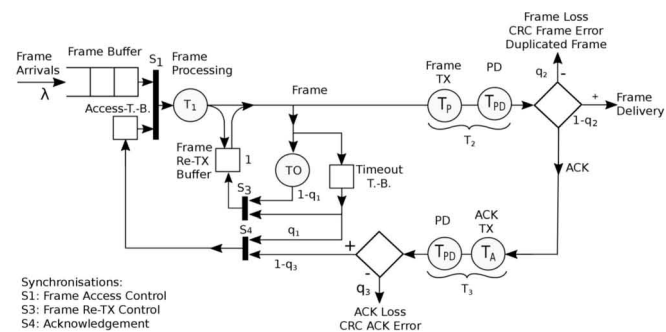 Frame Loss
CRC Frame Error
Duplicated Frame
Frame Arrivals
λ
Frame Buffer
S1
Frame Processing
Access-T.-B.
T1
Frame
Frame TX
PD
TP
TPD
T2
q2
-
+
1-q2
Frame Delivery
ACK
Frame Re-TX Buffer
1
TO
Timeout T.-B.
1-q1
S3
q1
S4
1-q3
+
-
q3
PD
ACK TX
TPD
TA
T3
ACK Loss
CRC ACK Error
Synchronisations:
S1: Frame Access Control
S3: Frame Re-TX Control
S4: Acknowledgement